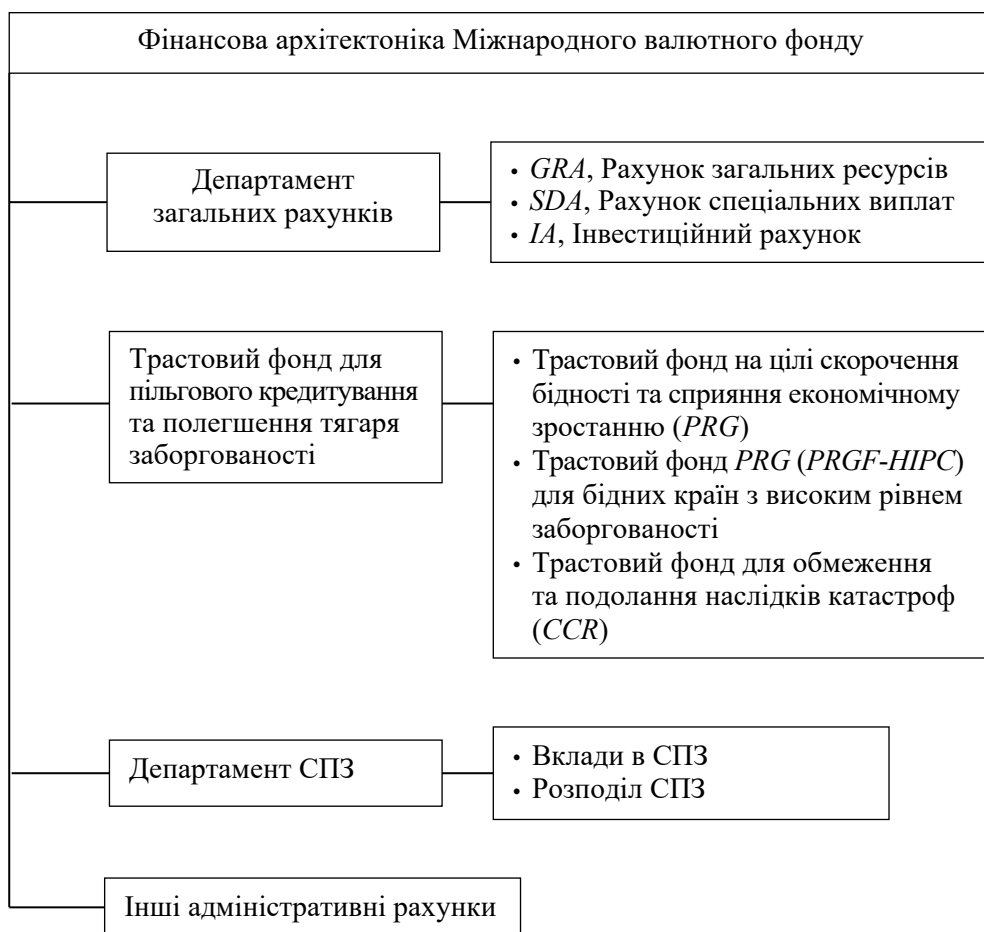 Фінансова архітектоніка Міжнародного валютного фонду
Департамент
загальних рахунків
• GRA, Рахунок загальних ресурсів
• SDA, Рахунок спеціальних виплат
• IA, Інвестиційний рахунок
Трастовий фонд для
пільгового кредитування
та полегшення тягаря
заборгованості
• Трастовий фонд на цілі скорочення
бідності та сприяння економічному
зростанню (PRG)
• Трастовий фонд PRG (PRGF-HIPC)
для бідних країн з високим рівнем
заборгованості
• Трастовий фонд для обмеження
та подолання наслідків катастроф
(CCR)
Департамент СПЗ
• Вклади в СПЗ
• Розподіл СПЗ
Інші адміністративні рахунки